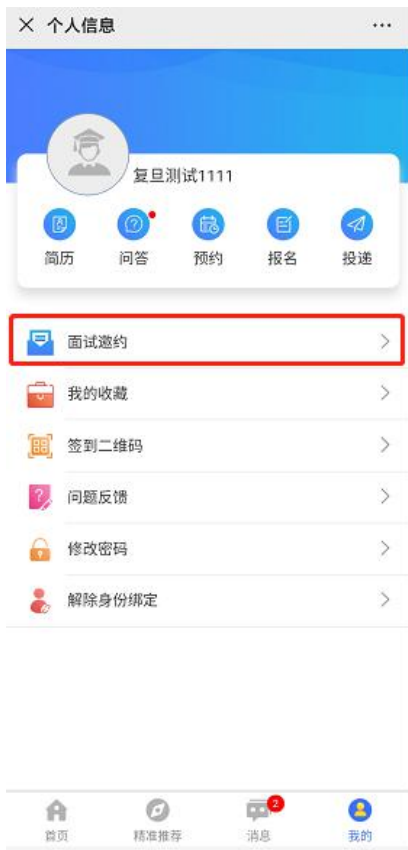 个人信息
复旦测试1111
简历 问答 预约 报名 投递
面试邀约
我的收藏
签到二维码
问题反馈
修改密码
解除身份绑定
2
首页 精准推荐 消息 我的